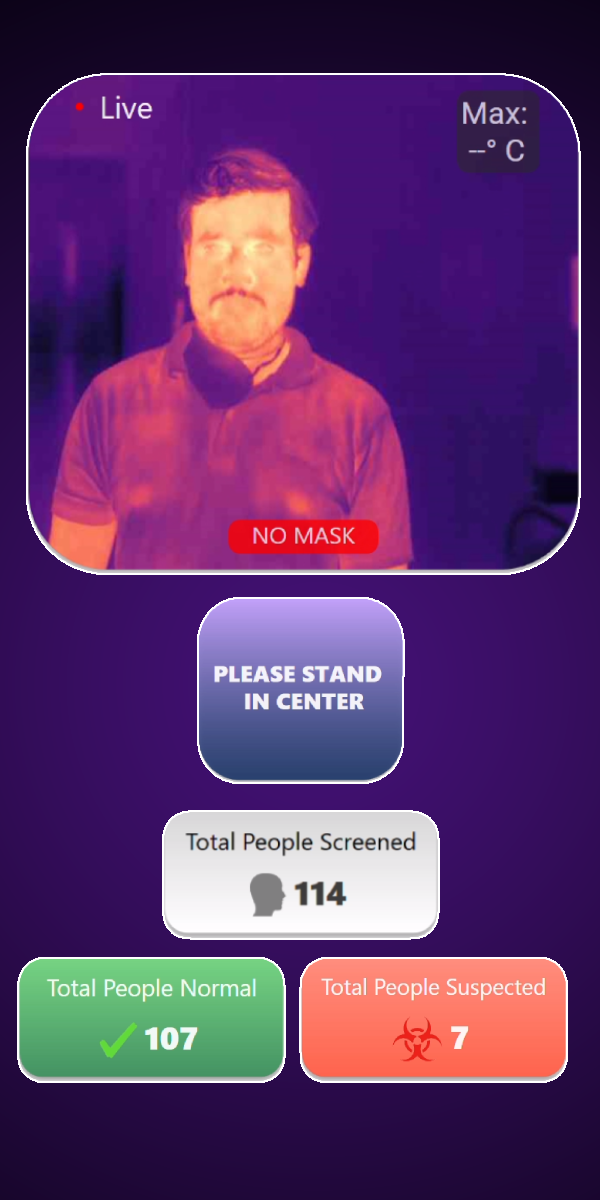 Live
Max:
--° C
NO MASK
PLEASE STAND
IN CENTER
Total People Screened
114
Total People Normal
107
Total People Suspected
7